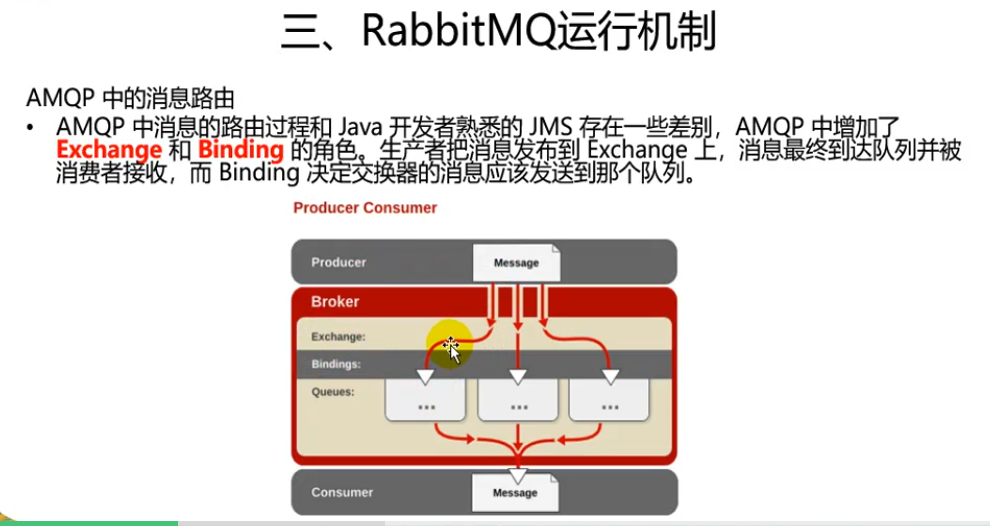 三、RabbitMQ运行机制
AMQP 中的消息路由
• AMQP 中消息的路由过程和 Java 开发者熟悉的 JMS 存在一些差别，AMQP 中增加了
Exchange 和 Binding 的角色。生产者把消息发布到 Exchange 上，消息最终到达队列并被
消费者接收，而 Binding 决定交换器的消息应该发送到那个队列。
Producer Consumer
Producer
Message
Broker
Exchange:
Bindings:
Queues:
... ... ...
Consumer
Message